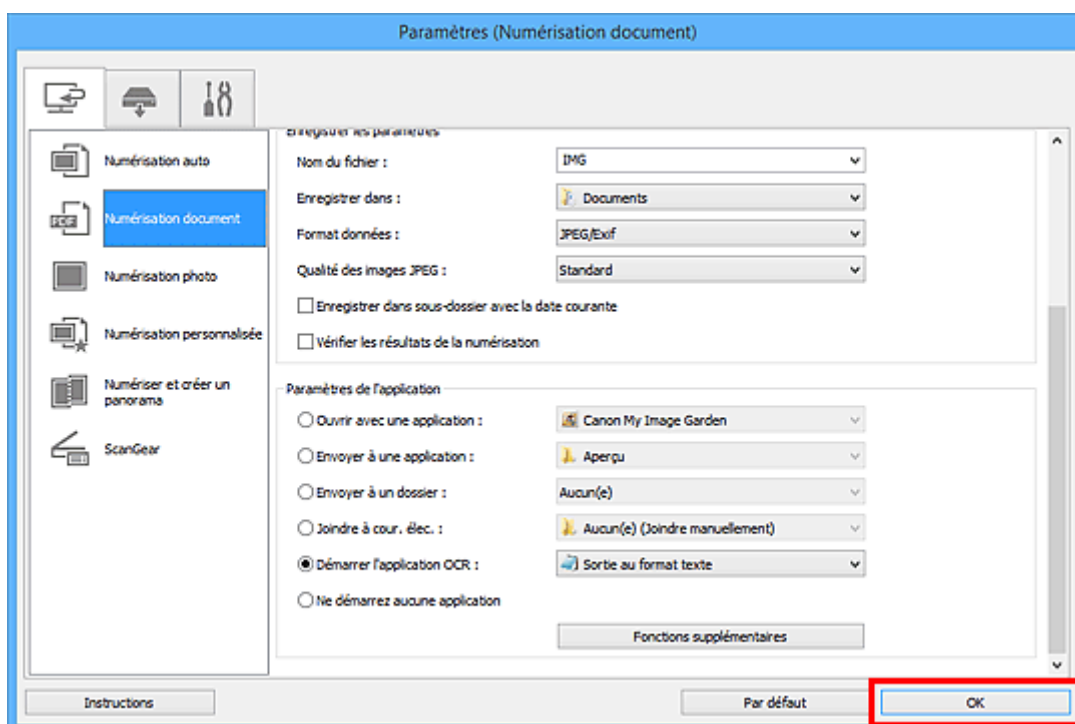 Paramètres (Numérisation document)
Numérisation auto
Numérisation document
Numérisation photo
Numérisation personnalisée
Numériser et créer un
panorama
ScanGear
Enregistrer les paramètres
Nom du fichier : IMG
Enregistrer dans : Documents
Format données : JPEG/Exif
Qualité des images JPEG : Standard
Enregistrer dans sous-dossier avec la date courante
Vérifier les résultats de la numérisation
Paramètres de l'application
Ouvrir avec une application : Canon My Image Garden
Envoyer à une application : Aperçu
Envoyer à un dossier : Aucun(e)
Joindre à cour. élec. : Aucun(e) (Joindre manuellement)
Démarrer l'application OCR : Sortie au format texte
Ne démarrez aucune application
Fonctions supplémentaires
Instructions Par défaut OK